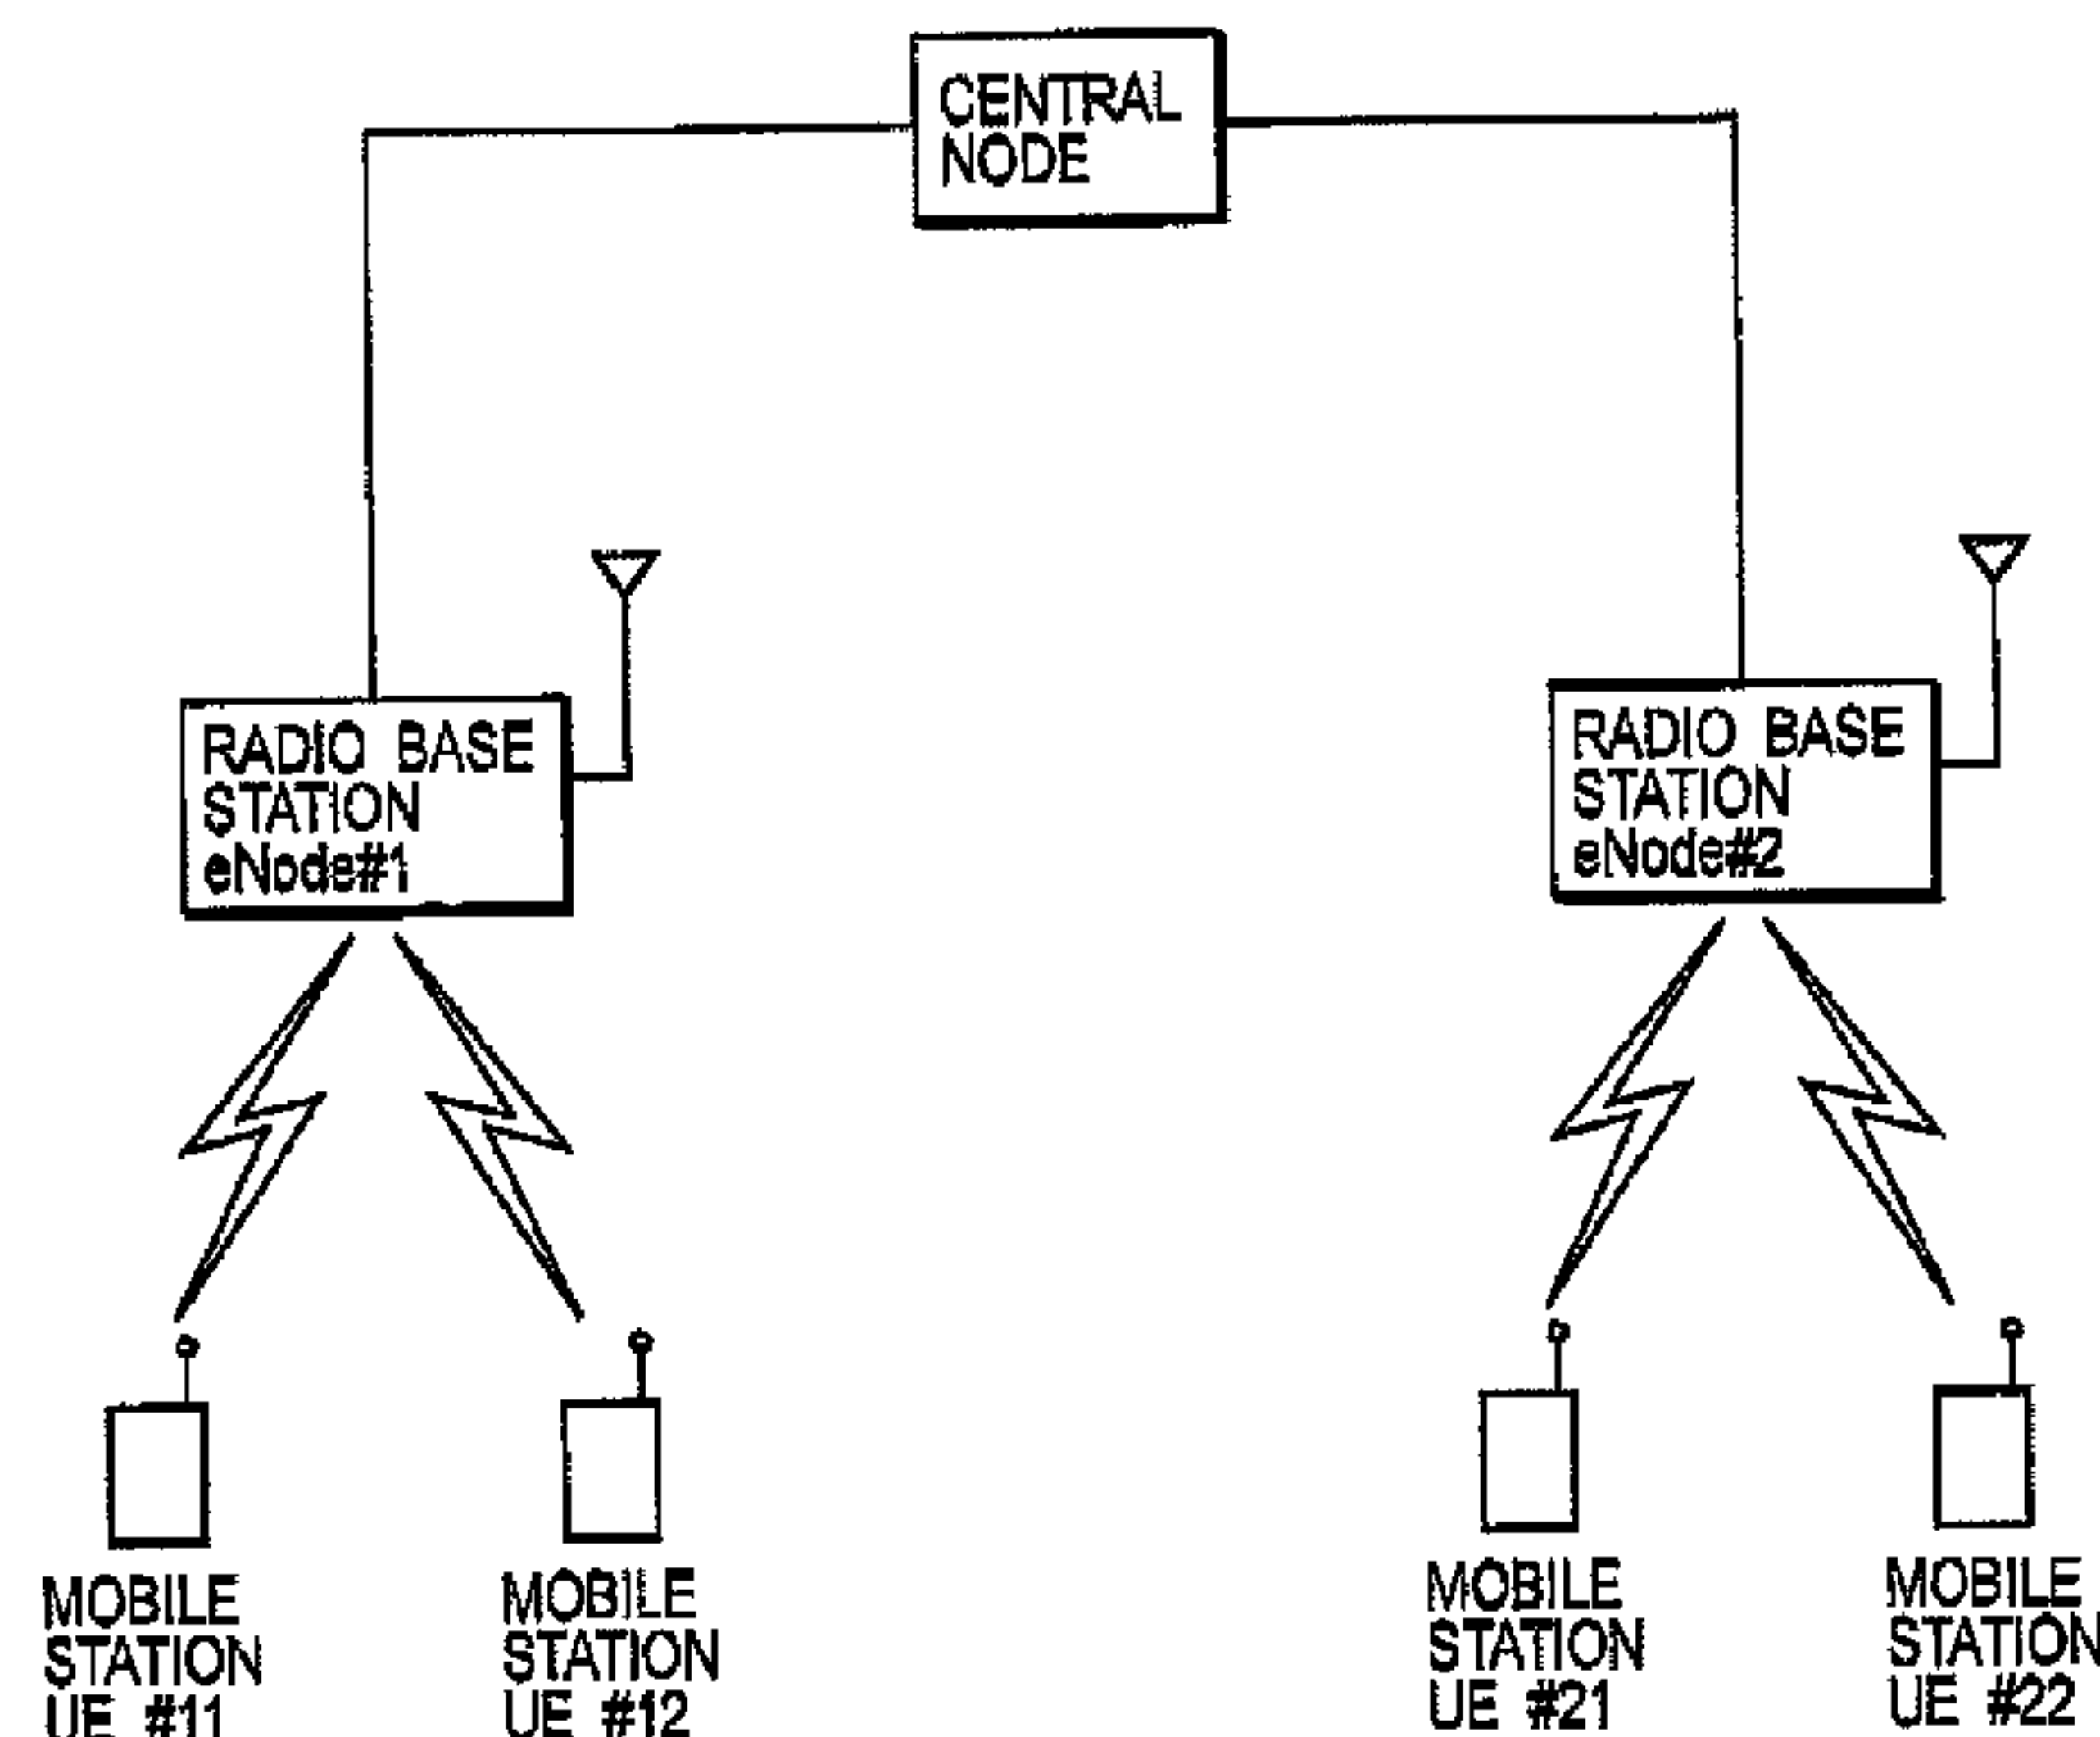 CENTRAL
NODE
RADIO BASE
STATION
eNode#1
RADIO BASE
STATION
eNode#2
MOBILE
STATION
UE #11
MOBILE
STATION
UE #12
MOBILE
STATION
UE #21
MOBILE
STATION
UE #22